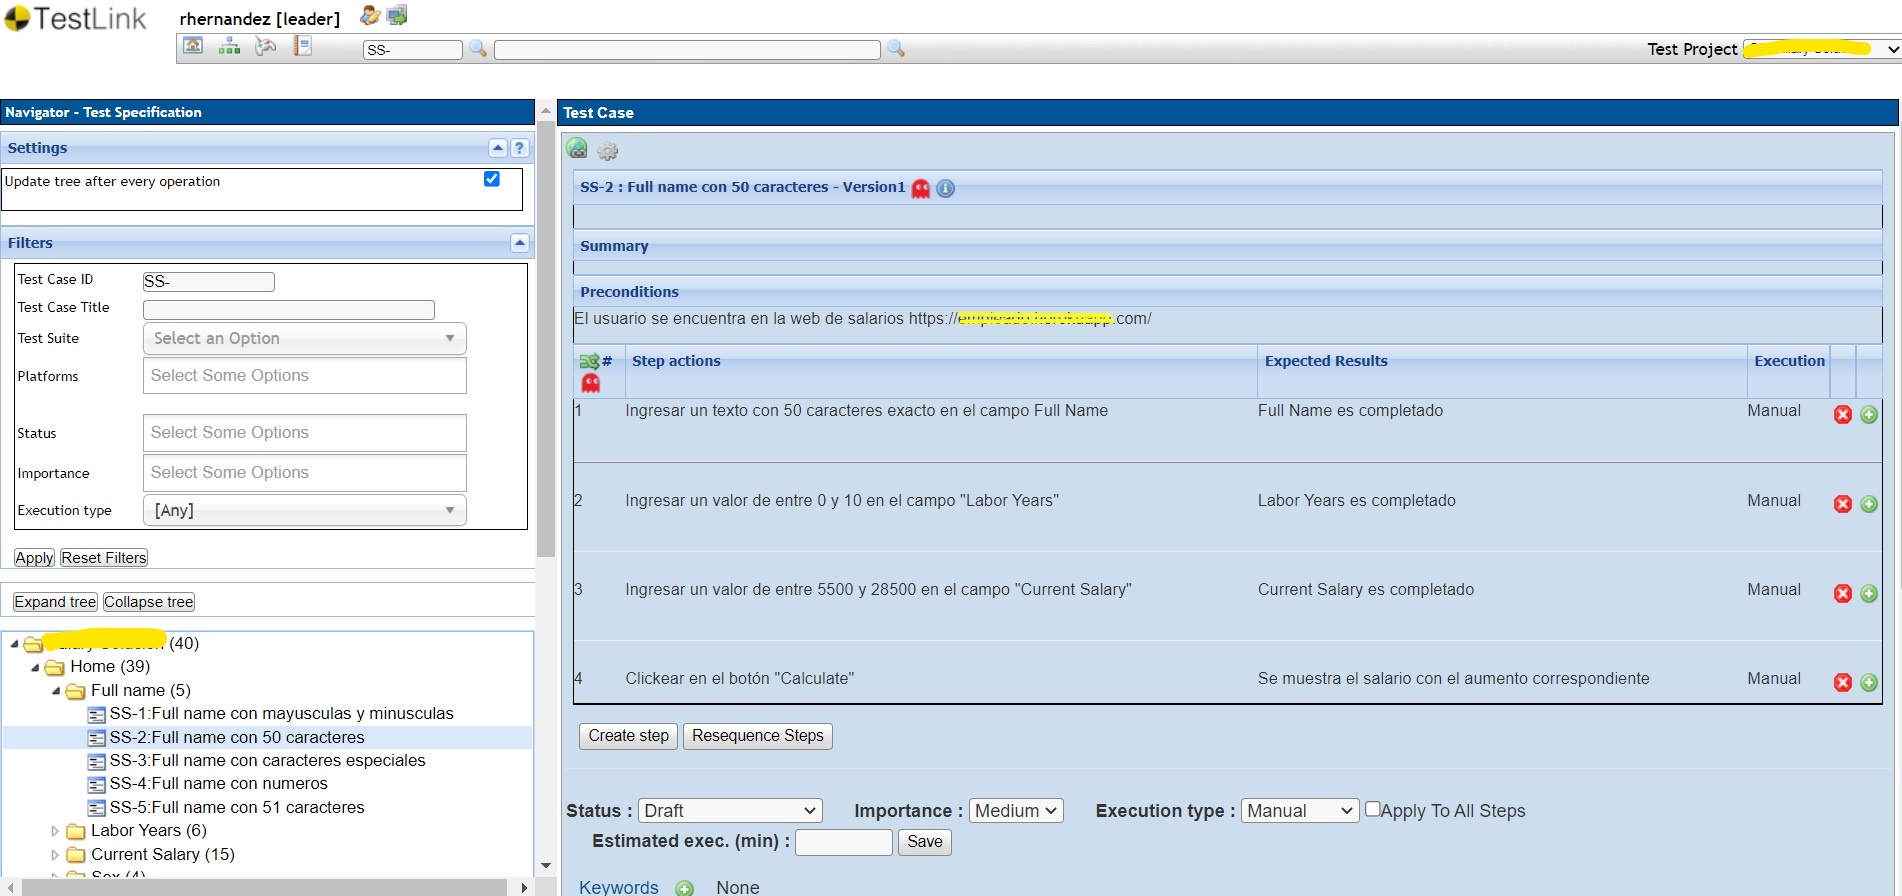 TestLink
rhernandez [leader]
SS-
Test Project
Navigator - Test Specification
Settings
?
Update tree after every operation
Filters
Test Case ID SS-
Test Case Title
Test Suite Select an Option
Platforms Select Some Options
Status Select Some Options
Importance Select Some Options
Execution type [Any]
Apply Reset Filters
Expand tree Collapse tree
(40)
Home (39)
Full name (5)
SS-1:Full name con mayusculas y minusculas
SS-2:Full name con 50 caracteres
SS-3:Full name con caracteres especiales
SS-4:Full name con numeros
SS-5:Full name con 51 caracteres
Labor Years (6)
Current Salary (15)
Sex (4)
Test Case
SS-2 : Full name con 50 caracteres - Version1
Summary
Preconditions
El usuario se encuentra en la web de salarios https://.com/
# Step actions Expected Results Execution
1 Ingresar un texto con 50 caracteres exacto en el campo Full Name Full Name es completado Manual
2 Ingresar un valor de entre 0 y 10 en el campo "Labor Years" Labor Years es completado Manual
3 Ingresar un valor de entre 5500 y 28500 en el campo "Current Salary" Current Salary es completado Manual
4 Clickear en el botón "Calculate" Se muestra el salario con el aumento correspondiente Manual
Create step Resequence Steps
Status : Draft Importance : Medium Execution type : Manual Apply To All Steps
Estimated exec. (min) : Save
Keywords None